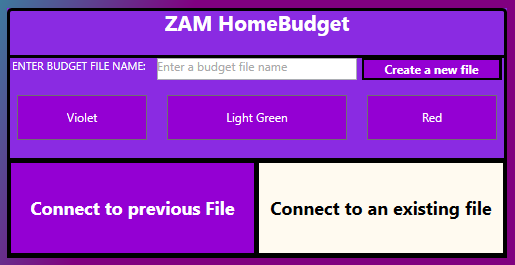 ZAM HomeBudget
ENTER BUDGET FILE NAME: Enter a budget file name Create a new file
Violet Light Green Red
Connect to previous File Connect to an existing file